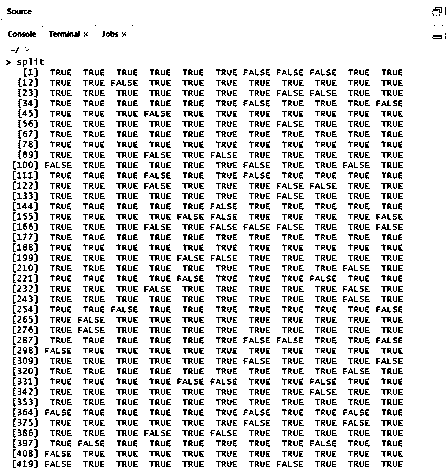 Source
Console Terminal × Jobs ×
~/
> split
[1] TRUE TRUE TRUE TRUE TRUE TRUE FALSE FALSE FALSE TRUE TRUE
[12] TRUE TRUE FALSE TRUE TRUE TRUE TRUE TRUE TRUE TRUE TRUE
[23] TRUE TRUE TRUE TRUE TRUE TRUE TRUE FALSE TRUE TRUE TRUE
[34] TRUE TRUE TRUE TRUE TRUE TRUE FALSE TRUE TRUE TRUE FALSE
[45] TRUE TRUE TRUE FALSE TRUE TRUE TRUE TRUE TRUE TRUE TRUE
[56] TRUE TRUE TRUE TRUE TRUE TRUE TRUE FALSE TRUE TRUE TRUE
[67] TRUE TRUE TRUE TRUE TRUE TRUE TRUE TRUE TRUE TRUE TRUE
[78] TRUE TRUE TRUE TRUE TRUE TRUE TRUE TRUE TRUE TRUE TRUE
[89] TRUE TRUE TRUE FALSE TRUE FALSE TRUE TRUE TRUE TRUE TRUE
[100] FALSE TRUE TRUE TRUE TRUE TRUE FALSE TRUE TRUE FALSE TRUE
[111] TRUE TRUE TRUE FALSE TRUE TRUE FALSE TRUE TRUE TRUE TRUE
[122] TRUE TRUE TRUE FALSE TRUE TRUE TRUE FALSE FALSE TRUE TRUE
[133] TRUE TRUE TRUE TRUE TRUE TRUE FALSE TRUE TRUE TRUE TRUE
[144] TRUE TRUE TRUE TRUE FALSE TRUE TRUE TRUE TRUE TRUE TRUE
[155] TRUE TRUE TRUE TRUE FALSE FALSE TRUE TRUE TRUE TRUE FALSE
[166] TRUE TRUE TRUE FALSE TRUE FALSE FALSE FALSE TRUE TRUE FALSE
[177] TRUE TRUE TRUE TRUE TRUE TRUE TRUE TRUE TRUE TRUE TRUE
[188] TRUE TRUE TRUE TRUE TRUE TRUE TRUE TRUE TRUE TRUE TRUE
[199] TRUE TRUE TRUE TRUE FALSE FALSE TRUE TRUE TRUE TRUE TRUE
[210] TRUE TRUE TRUE TRUE TRUE TRUE TRUE TRUE TRUE FALSE TRUE
[221] TRUE TRUE TRUE TRUE FALSE TRUE TRUE TRUE FALSE TRUE TRUE
[232] TRUE TRUE TRUE FALSE TRUE TRUE TRUE TRUE TRUE FALSE TRUE
[243] TRUE TRUE TRUE TRUE TRUE TRUE TRUE TRUE TRUE FALSE TRUE
[254] TRUE TRUE FALSE TRUE TRUE TRUE TRUE TRUE TRUE TRUE FALSE
[265] TRUE FALSE TRUE TRUE TRUE TRUE TRUE TRUE TRUE TRUE TRUE
[276] TRUE FALSE TRUE TRUE TRUE TRUE TRUE TRUE TRUE TRUE TRUE
[287] TRUE TRUE TRUE TRUE TRUE TRUE FALSE FALSE TRUE TRUE FALSE
[298] FALSE TRUE TRUE TRUE TRUE TRUE TRUE TRUE TRUE TRUE TRUE
[309] TRUE TRUE TRUE TRUE TRUE TRUE TRUE FALSE TRUE TRUE FALSE
[320] TRUE TRUE TRUE TRUE TRUE TRUE TRUE TRUE TRUE FALSE TRUE
[331] TRUE TRUE TRUE TRUE FALSE FALSE TRUE TRUE FALSE TRUE TRUE
[342] TRUE TRUE TRUE TRUE TRUE TRUE TRUE TRUE FALSE TRUE TRUE
[353] TRUE TRUE TRUE TRUE TRUE TRUE TRUE TRUE TRUE TRUE TRUE
[364] FALSE TRUE TRUE TRUE TRUE TRUE FALSE TRUE TRUE FALSE TRUE
[375] TRUE TRUE TRUE TRUE TRUE TRUE TRUE TRUE TRUE TRUE FALSE
[386] TRUE TRUE TRUE FALSE TRUE FALSE TRUE TRUE TRUE TRUE TRUE
[397] TRUE FALSE TRUE TRUE TRUE TRUE TRUE TRUE FALSE TRUE TRUE
[408] FALSE TRUE TRUE TRUE TRUE TRUE TRUE TRUE TRUE TRUE TRUE
[419] FALSE TRUE TRUE TRUE TRUE TRUE TRUE FALSE TRUE TRUE TRUE